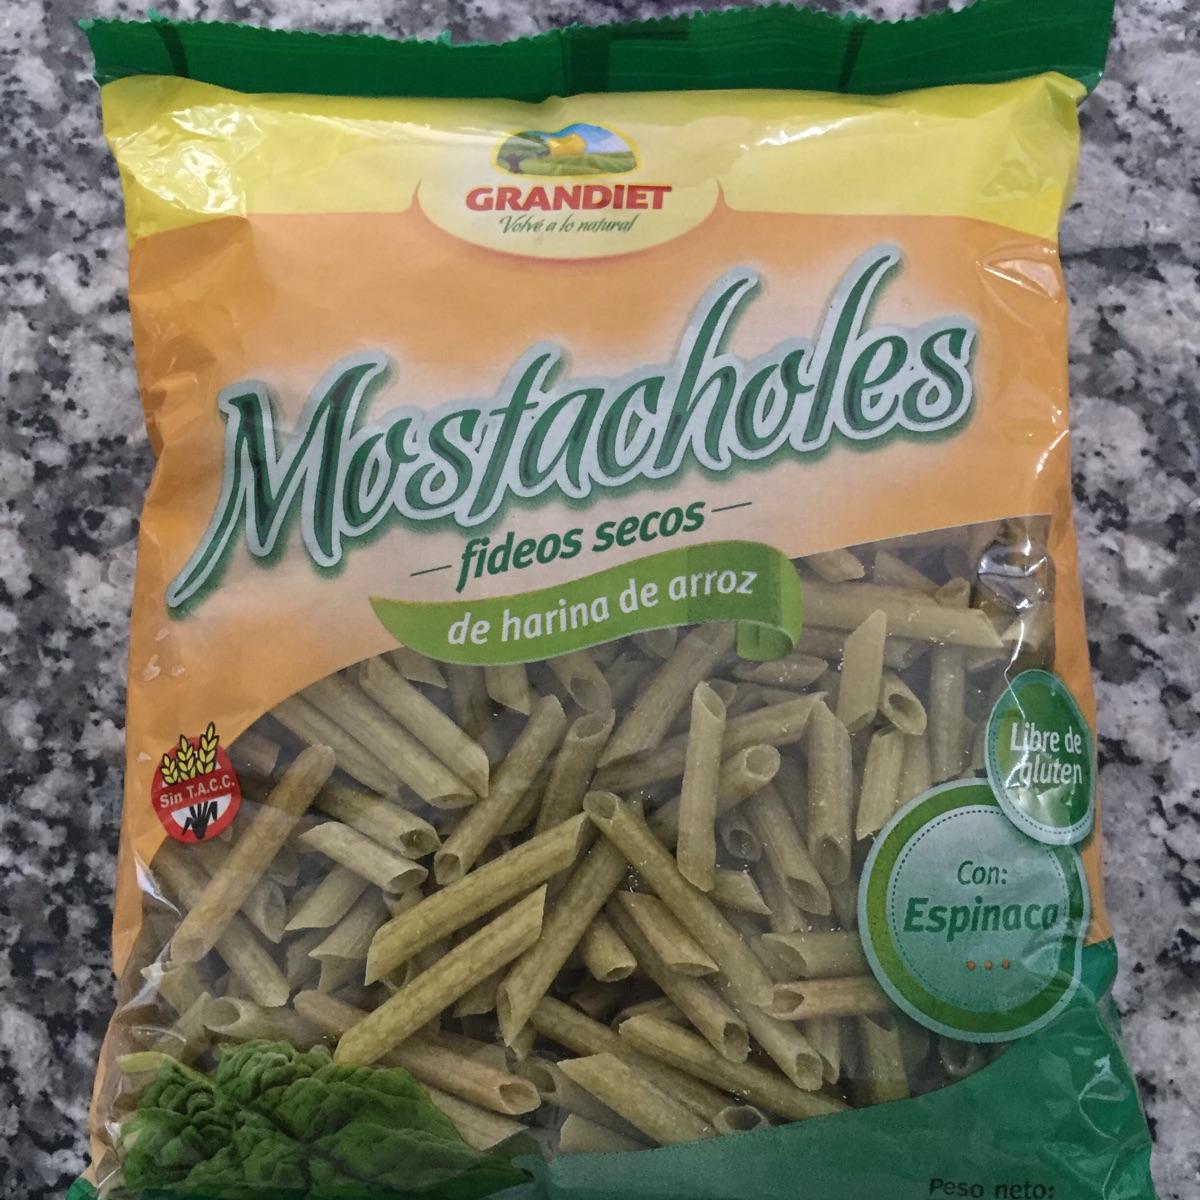 GRANDIET
Volvé a lo natural
Mostacholes
fideos secos
de harina de arroz
Sin T.A.C.C.
Libre de
gluten
Con:
Espinaca
Peso neto: